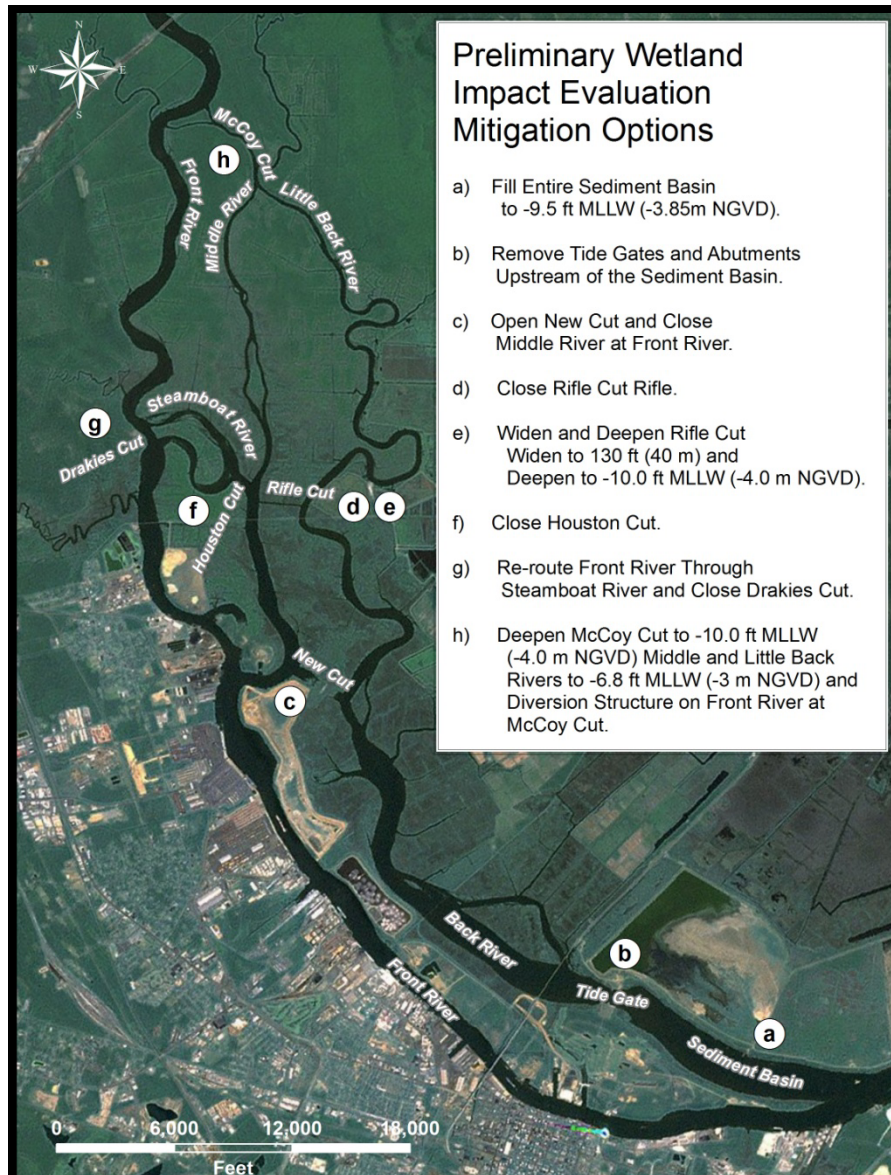 N
W
E
S
Preliminary Wetland
Impact Evaluation
Mitigation Options
a) Fill Entire Sediment Basin
to -9.5 ft MLLW (-3.85m NGVD).
b) Remove Tide Gates and Abutments
Upstream of the Sediment Basin.
c) Open New Cut and Close
Middle River at Front River.
d) Close Rifle Cut Rifle.
e) Widen and Deepen Rifle Cut
Widen to 130 ft (40 m) and
Deepen to -10.0 ft MLLW (-4.0 m NGVD).
f) Close Houston Cut.
g) Re-route Front River Through
Steamboat River and Close Drakies Cut.
h) Deepen McCoy Cut to -10.0 ft MLLW
(-4.0 m NGVD) Middle and Little Back
Rivers to -6.8 ft MLLW (-3 m NGVD) and
Diversion Structure on Front River at
McCoy Cut.
McCoy Cut
h
Front River
Middle River
Little Back River
Steamboat River
g
Drakies Cut
Rifle Cut
d
e
f
Houston Cut
New Cut
c
Back River
b
Front River
Tide Gate
a
Sediment Basin
0 6,000 12,000 18,000
Feet